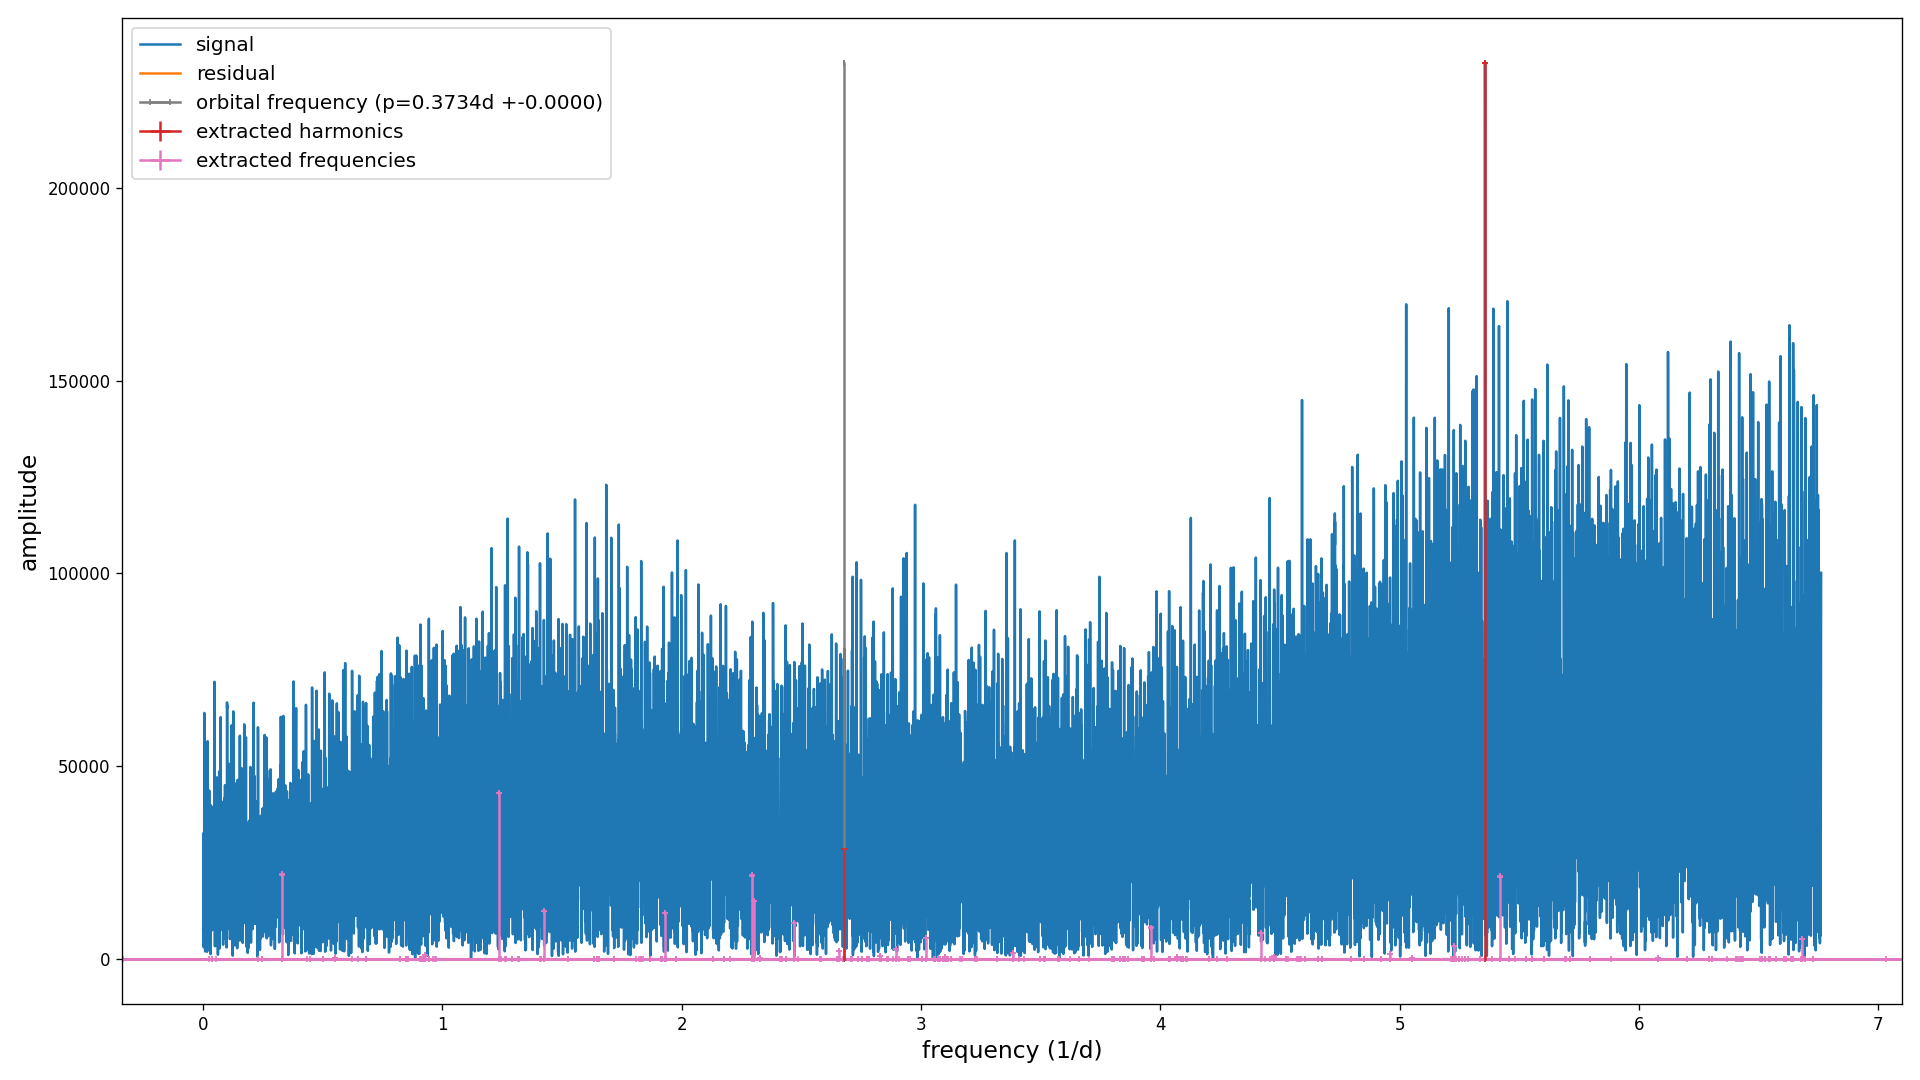 signal
residual
orbital frequency (p=0.3734d +-0.0000)
extracted harmonics
extracted frequencies
200000
150000
100000
50000
0
amplitude
0 1 2 3 4 5 6 7
frequency (1/d)